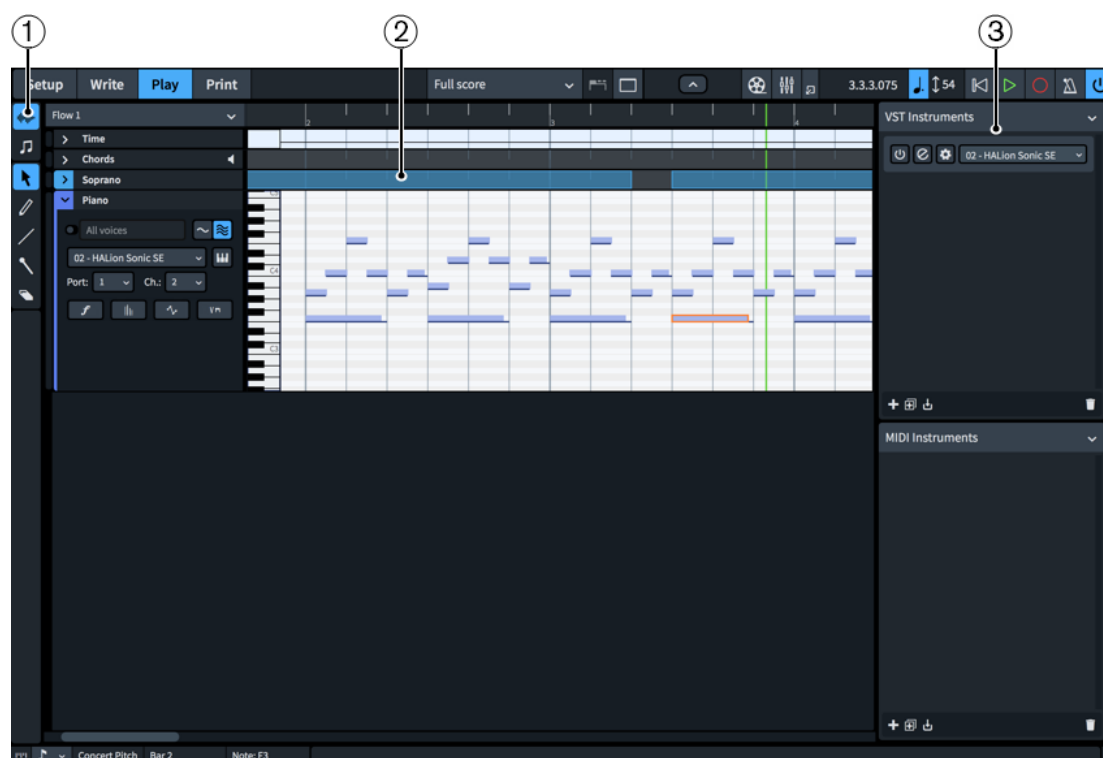 1 2 3
Setup Write Play Print Full score 3.3.3.075 54
Flow 1 2 3 4 VST Instruments
Time
Chords 02 - HALion Sonic SE
Soprano
Piano C5
All voices
02 - HALion Sonic SE C4
Port: 1 Ch.: 2
C3
MIDI Instruments
Concert Pitch Bar 2 Note: F3